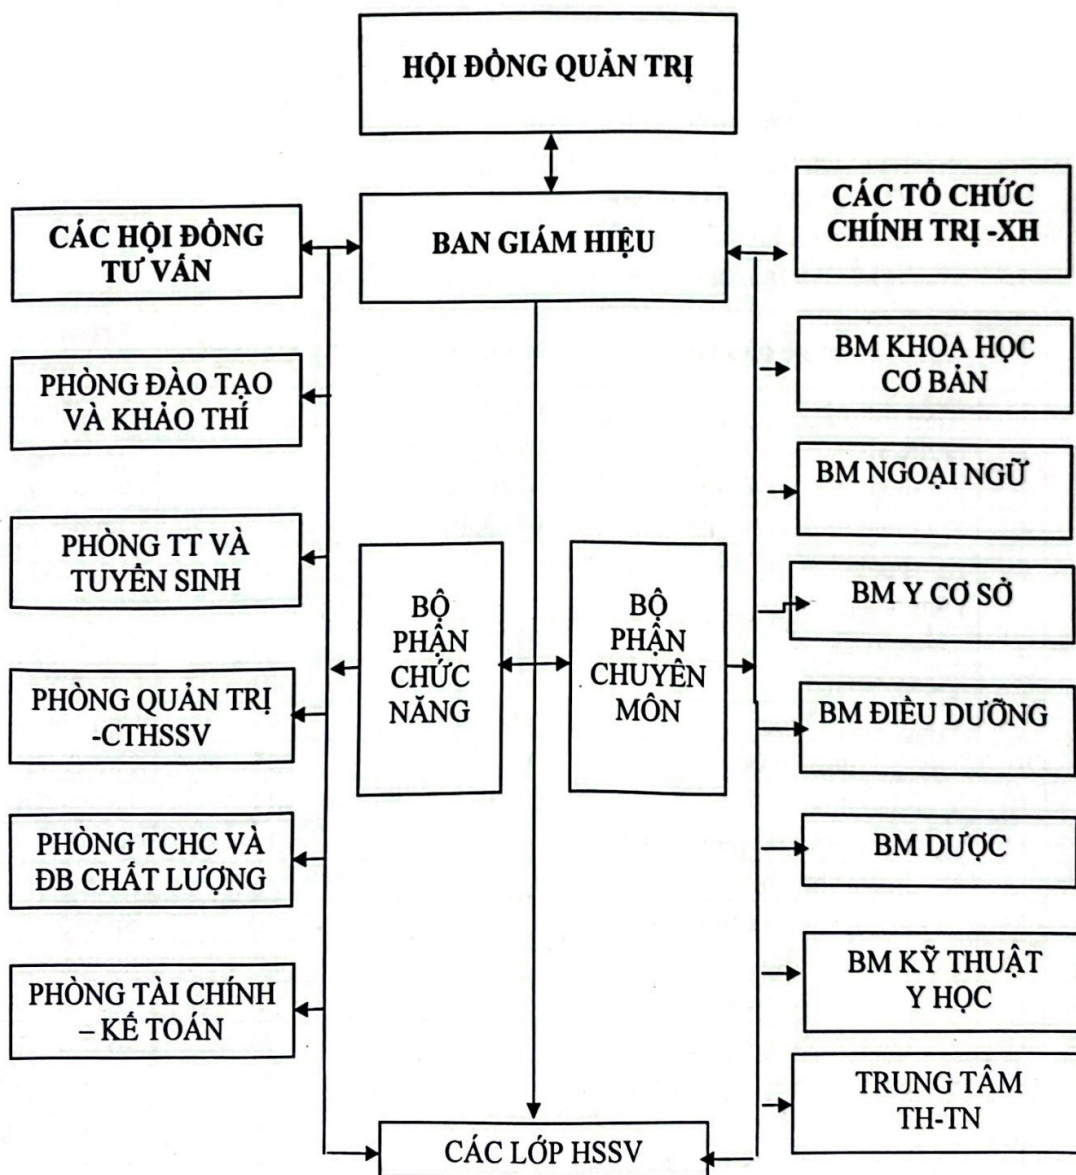 HỘI ĐỒNG QUẢN TRỊ
CÁC HỘI ĐỒNG
TƯ VẤN
BAN GIÁM HIỆU
CÁC TỔ CHỨC
CHÍNH TRỊ -XH
PHÒNG ĐÀO TẠO
VÀ KHẢO THÍ
BM KHOA HỌC
CƠ BẢN
BM NGOẠI NGỮ
PHÒNG TT VÀ
TUYỂN SINH
BỘ
PHẬN
CHỨC
NĂNG
BỘ
PHẬN
CHUYÊN
MÔN
BM Y CƠ SỞ
PHÒNG QUẢN TRỊ
-CTHSSV
BM ĐIỀU DƯỠNG
PHÒNG TCHC VÀ
ĐB CHẤT LƯỢNG
BM DƯỢC
PHÒNG TÀI CHÍNH
– KẾ TOÁN
BM KỸ THUẬT
Y HỌC
TRUNG TÂM
TH-TN
CÁC LỚP HSSV